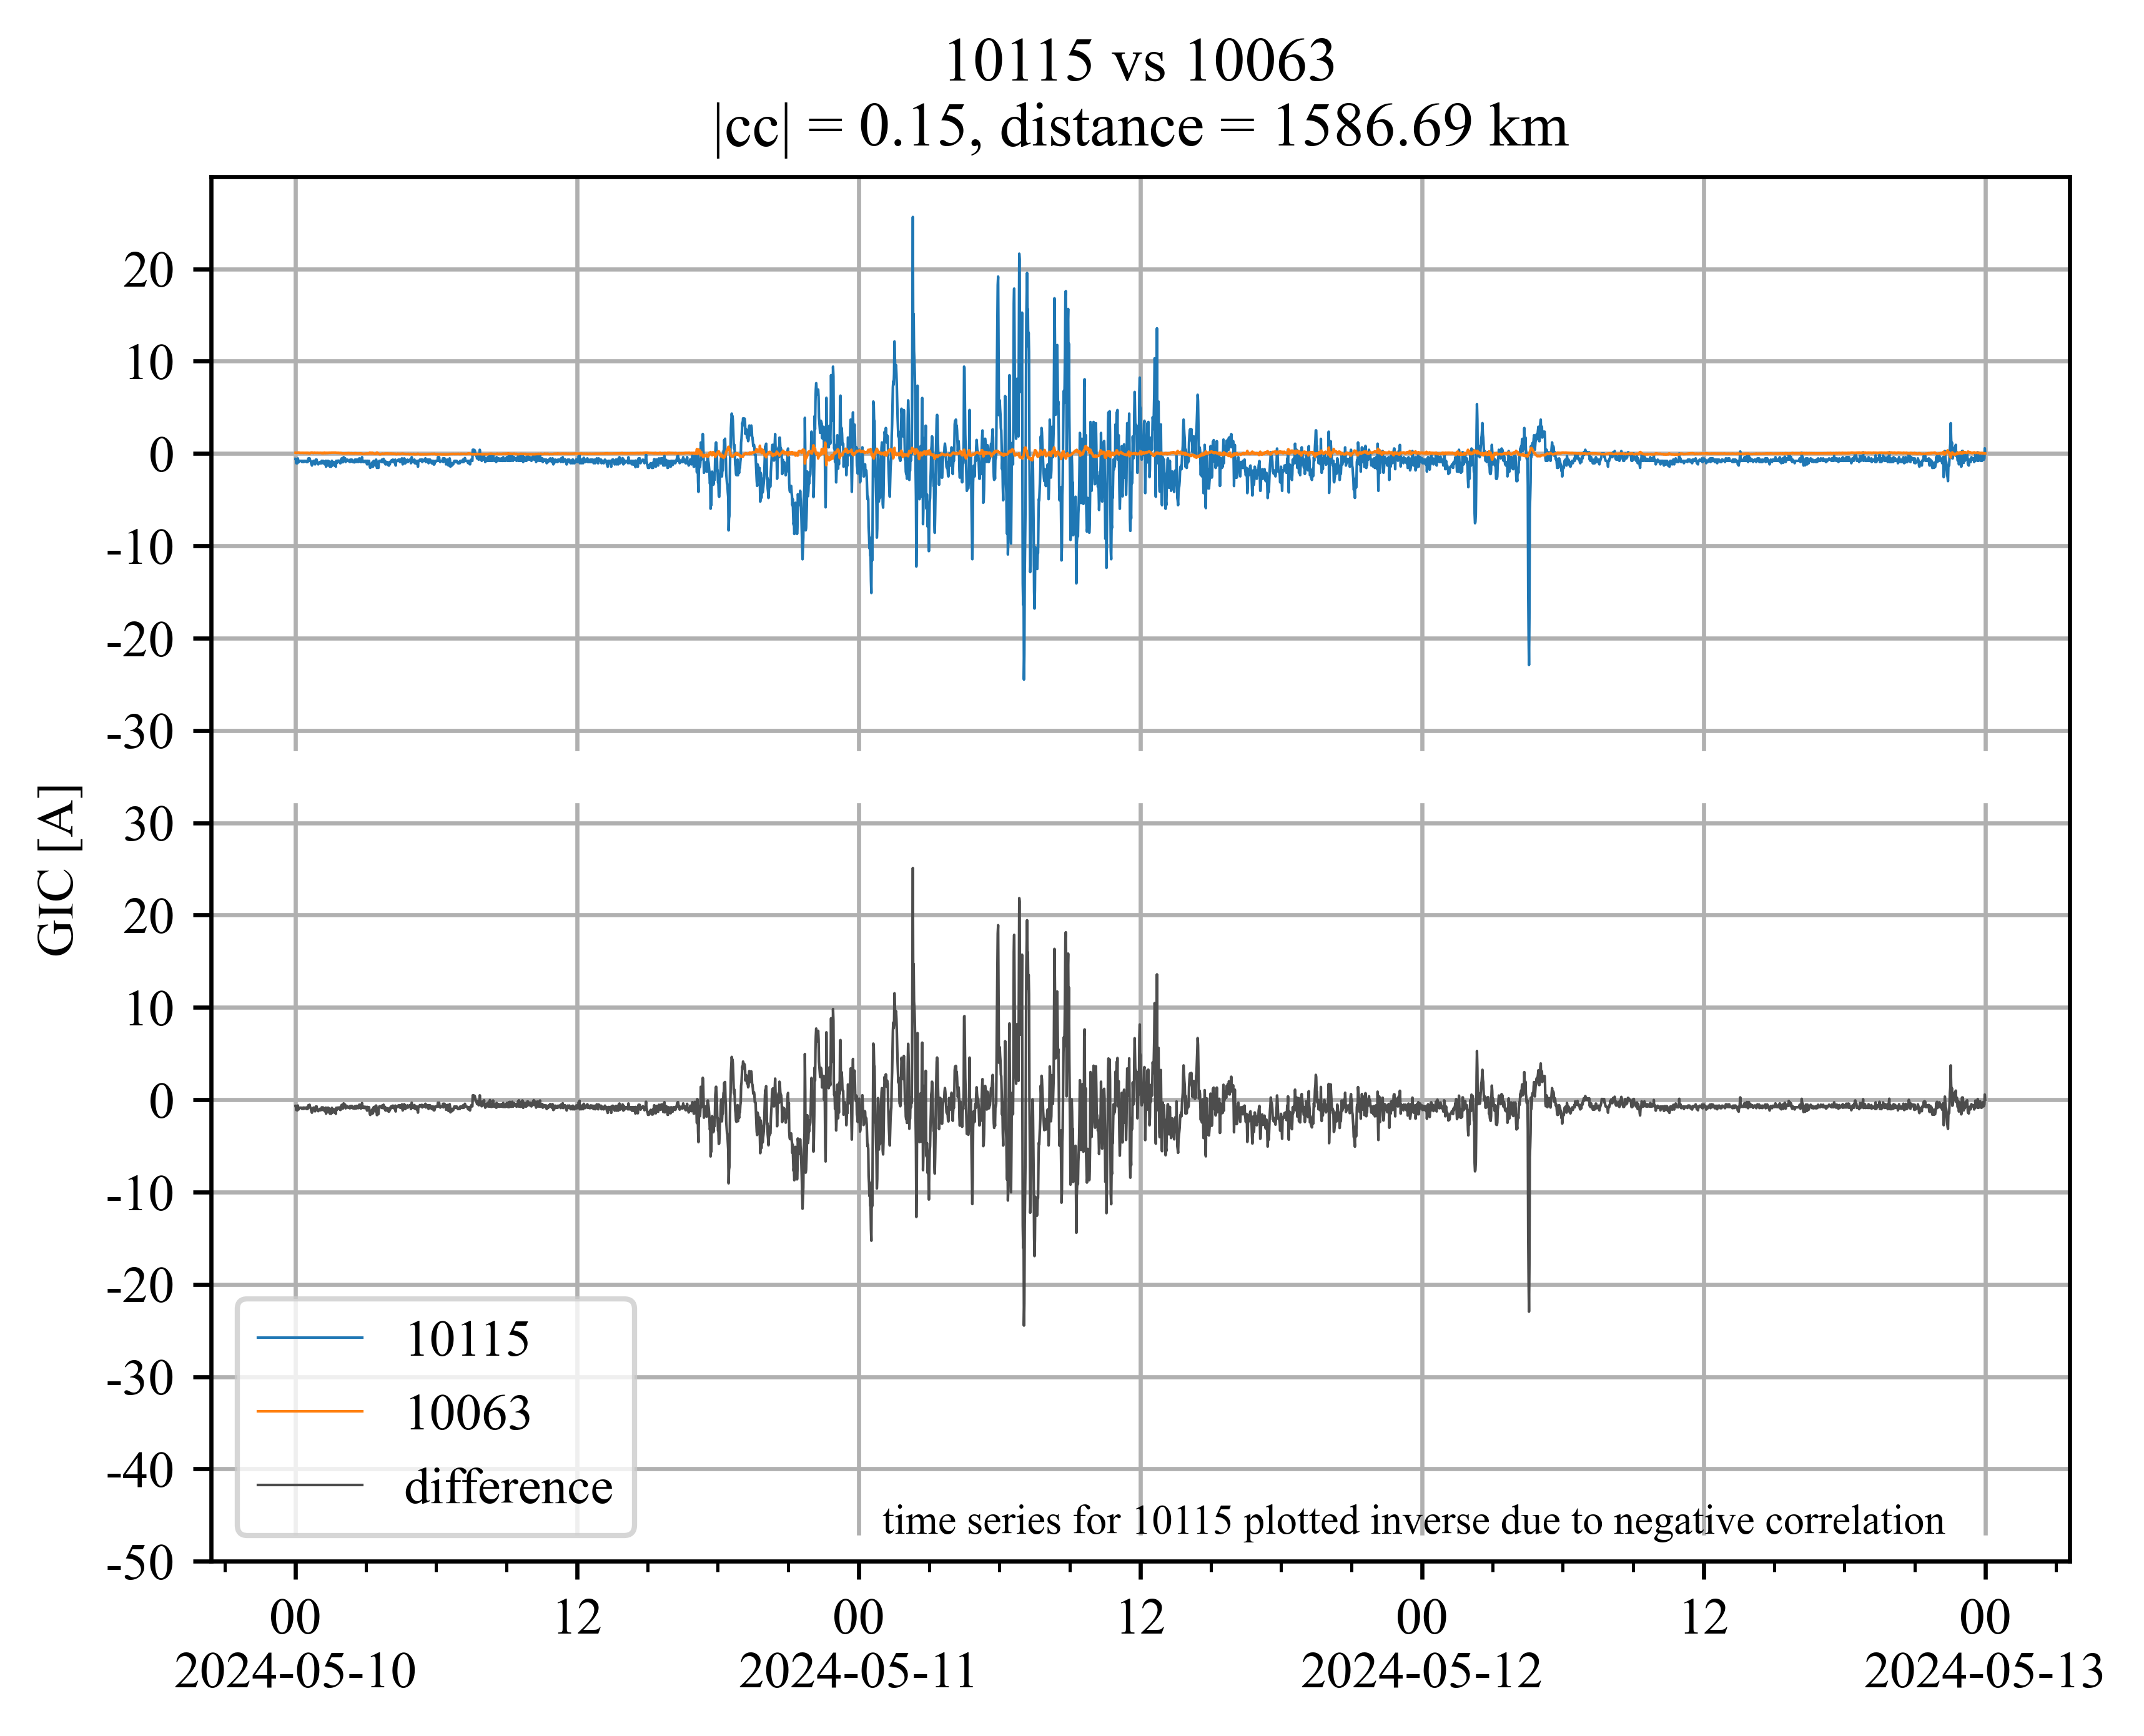 10115 vs 10063
|cc| = 0.15, distance = 1586.69 km
20
10
0
-10
-20
-30
30
20
10
0
-10
-20
-30
-40
-50
GIC [A]
10115
10063
difference
time series for 10115 plotted inverse due to negative correlation
00 12 00 12 00 12 00
2024-05-10 2024-05-11 2024-05-12 2024-05-13